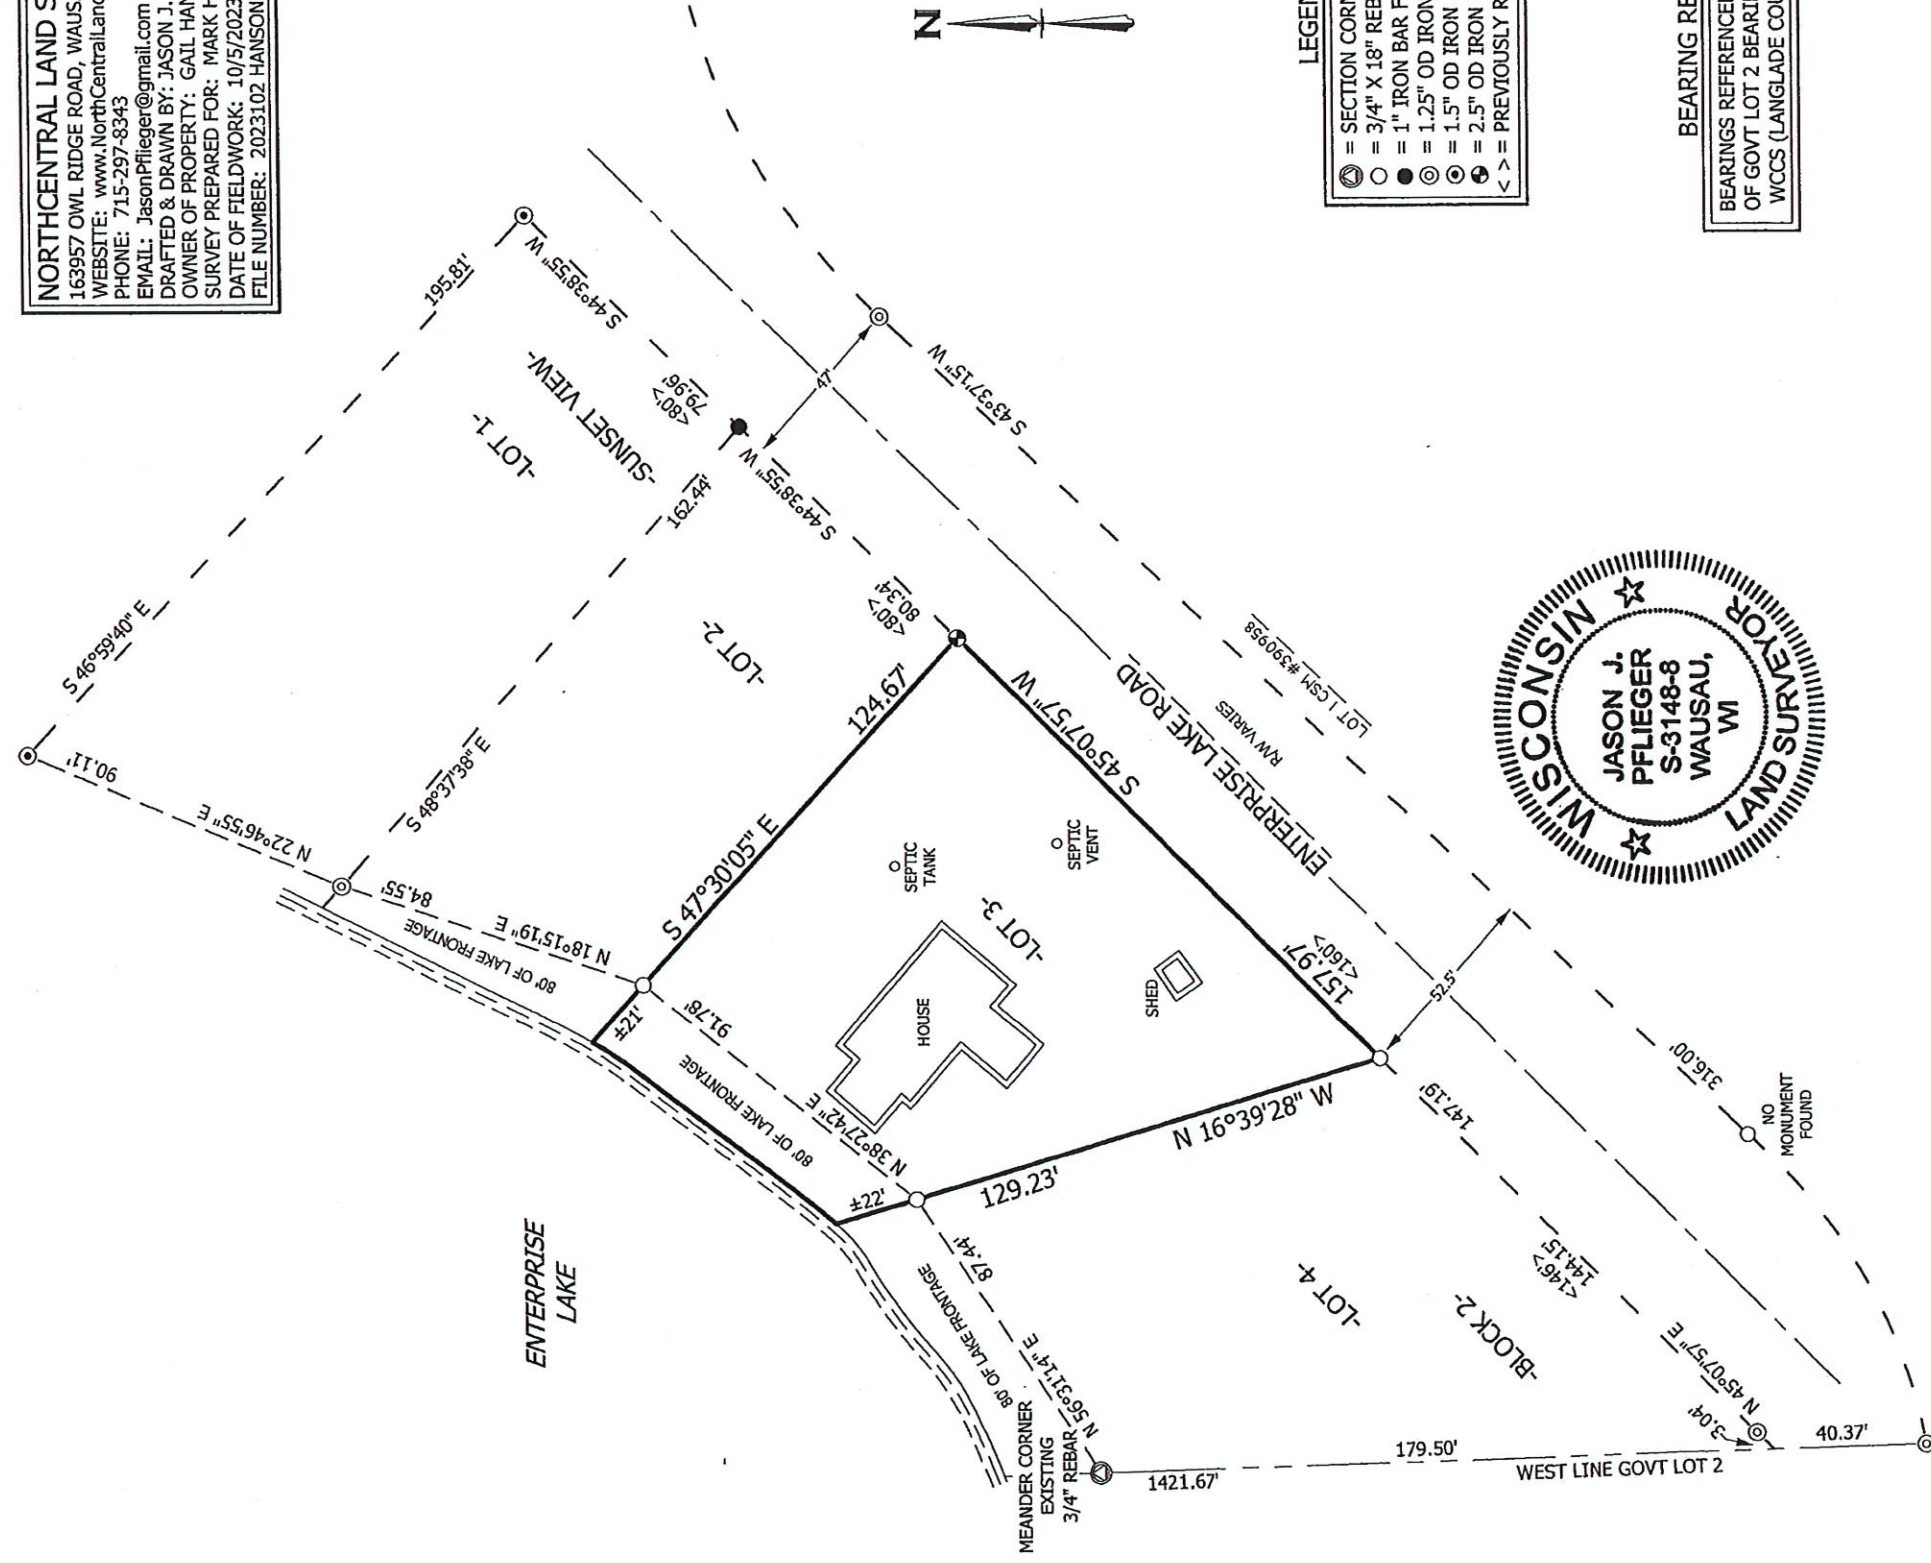 NORTHCENTRAL LAND S
163957 OWL RIDGE ROAD, WAUS
WEBSITE: www.NorthCentralLand
PHONE: 715-297-8343
EMAIL: JasonPflieger@gmail.com
DRAFTED & DRAWN BY: JASON J.
OWNER OF PROPERTY: GAIL HAN
SURVEY PREPARED FOR: MARK H
DATE OF FIELDWORK: 10/5/2023
FILE NUMBER: 2023102 HANSON
N
LEGEN
= SECTION CORN
= 3/4" X 18" REB
= 1" IRON BAR F
= 1.25" OD IRON
= 1.5" OD IRON
= 2.5" OD IRON
< > = PREVIOUSLY R
BEARING RE
BEARINGS REFERENCED
OF GOVT LOT 2 BEARI
WCCS (LANGLADE COU
S 46°59'40" E
195.81'
90.11'
N 22°46'55" E
-LOT 1-
-SUNSET VIEW-
S 44°38'55" W
79.96'
<80'>
S 48°37'38" E
162.44'
84.55'
N 18°15'19" E
80' OF LAKE FRONTAGE
-LOT 2-
S 44°38'55" W
80.34'
<80'>
47'
S 43°37'15" W
S 47°30'05" E
124.67'
±21'
91.78'
N 38°27'42" E
80' OF LAKE FRONTAGE
±22'
-LOT 3-
HOUSE
SEPTIC
TANK
SEPTIC
VENT
SHED
S 45°07'57" W
157.97'
<160'>
ENTERPRISE LAKE ROAD
R/W VARIES
LOT 1 CSM #390958
52.5'
N 16°39'28" W
129.23'
ENTERPRISE
LAKE
87.44'
N 56°31'14" E
80' OF LAKE FRONTAGE
MEANDER CORNER
EXISTING
3/4" REBAR
-LOT 4-
-BLOCK 2-
147.19'
144.15'
<146'>
N 45°07'57" E
3.04'
316.00'
NO
MONUMENT
FOUND
1421.67'
179.50'
40.37'
WEST LINE GOVT LOT 2
WISCONSIN
JASON J.
PFLIEGER
S-3148-8
WAUSAU,
WI
LAND SURVEYOR